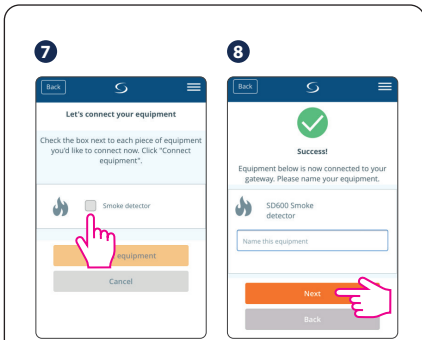 7
Back
Let's connect your equipment
Check the box next to each piece of equipment
you'd like to connect now. Click "Connect
equipment".
Smoke detector
equipment
Cancel
8
Back
Success!
Equipment below is now connected to your
gateway. Please name your equipment.
SD600 Smoke
detector
Name this equipment
Next
Back